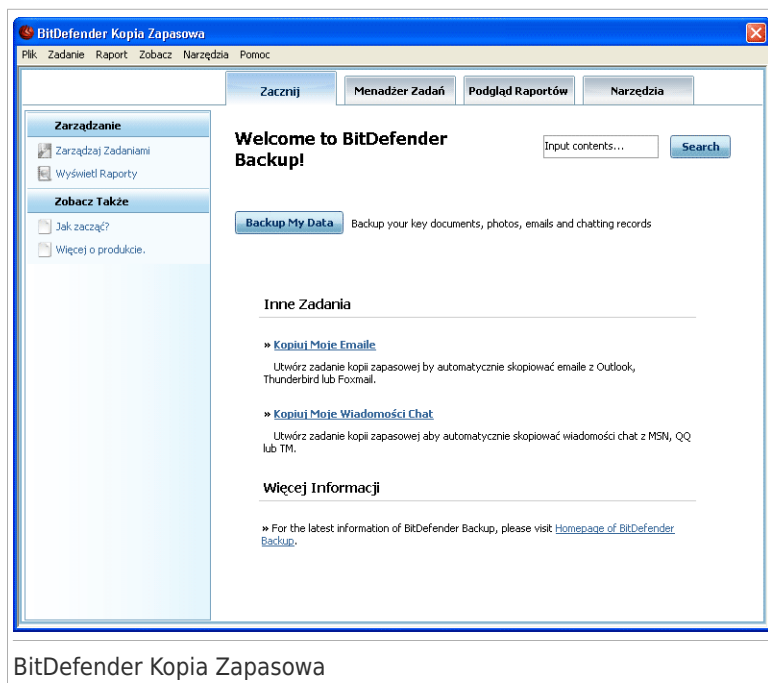 BitDefender Kopia Zapasowa
Plik Zadanie Raport Zobacz Narzędzia Pomoc
Zacznij Menadżer Zadań Podgląd Raportów Narzędzia
Zarządzanie
Zarządzaj Zadaniami
Wyświetl Raporty
Zobacz Także
Jak zacząć?
Więcej o produkcie.
Welcome to BitDefender
Backup!
Input contents... Search
Backup My Data Backup your key documents, photos, emails and chatting records
Inne Zadania
» Kopiuj Moje Emaile
Utwórz zadanie kopii zapasowej by automatycznie skopiować emaile z Outlook,
Thunderbird lub Foxmail.
» Kopiuj Moje Wiadomości Chat
Utwórz zadanie kopii zapasowej aby automatycznie skopiować wiadomości chat z MSN, QQ
lub TM.
Więcej Informacji
» For the latest information of BitDefender Backup, please visit Homepage of BitDefender
Backup.
BitDefender Kopia Zapasowa